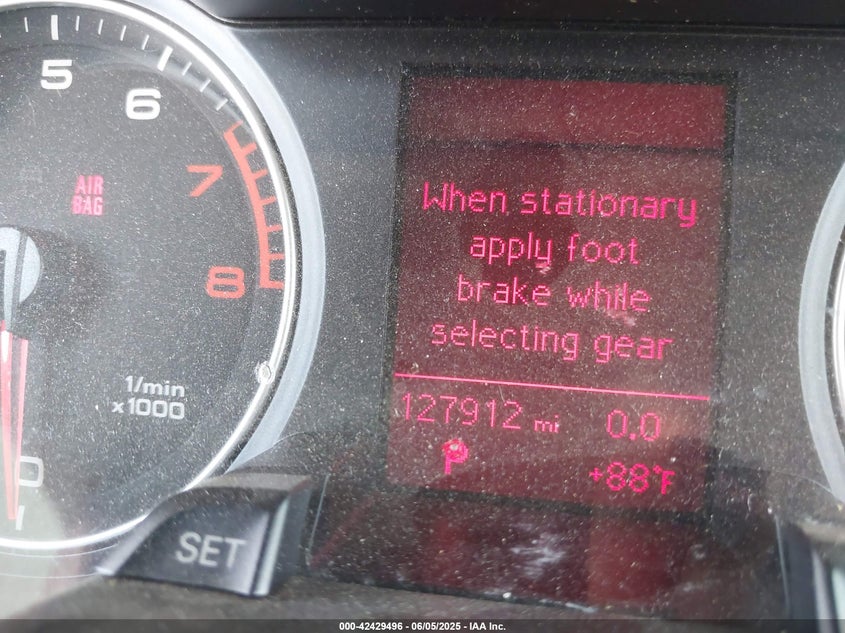 5
6
7
8
AIR
BAG
1/min
x1000
0
SET
When stationary
apply foot
brake while
selecting gear
127912 mi 0.0
P
+88°F
000-42429496 - 06/05/2025 - IAA Inc.